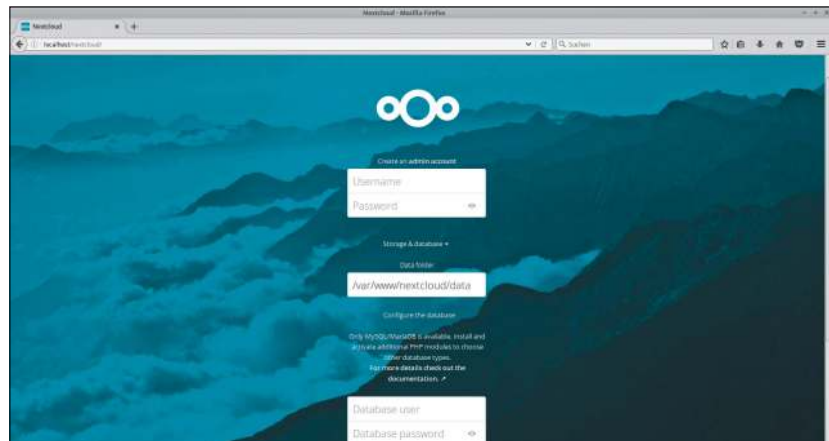 Nextcloud - Mozilla Firefox
Nextcloud
localhost/nextcloud/
Suchen
Create an admin account
Username
Password
Storage & database
Data folder
/var/www/nextcloud/data
Configure the database
Only MySQL/MariaDB is available. Install and
activate additional PHP modules to choose
other database types.
For more details check out the
documentation. ↗
Database user
Database password